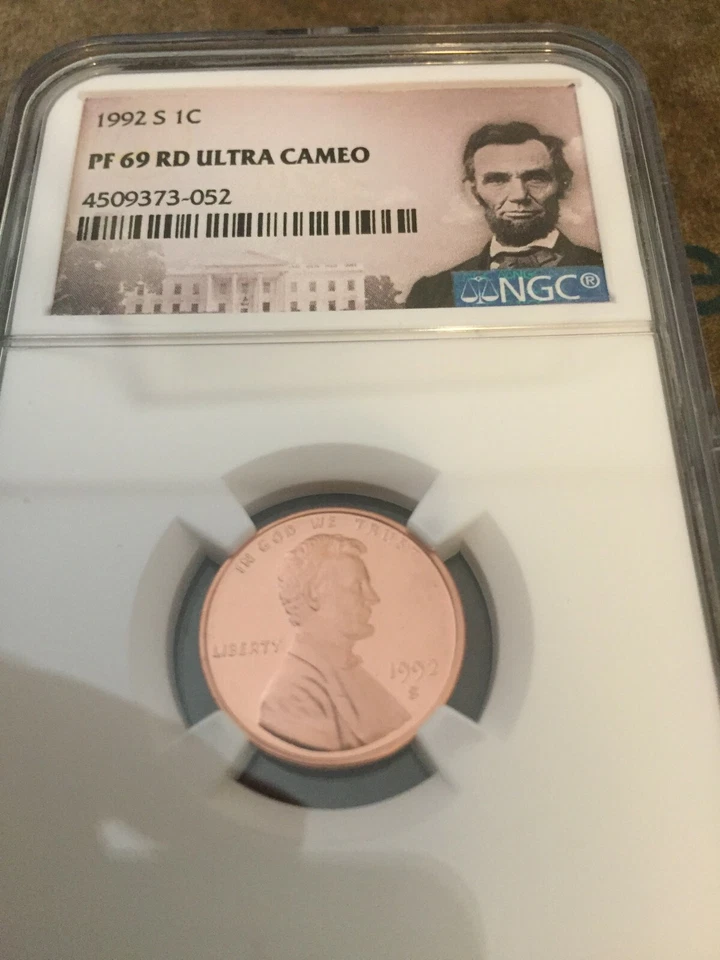 1992 S 1C
PF 69 RD ULTRA CAMEO
4509373-052
NGC®
IN GOD WE TRUST
LIBERTY
1992
S